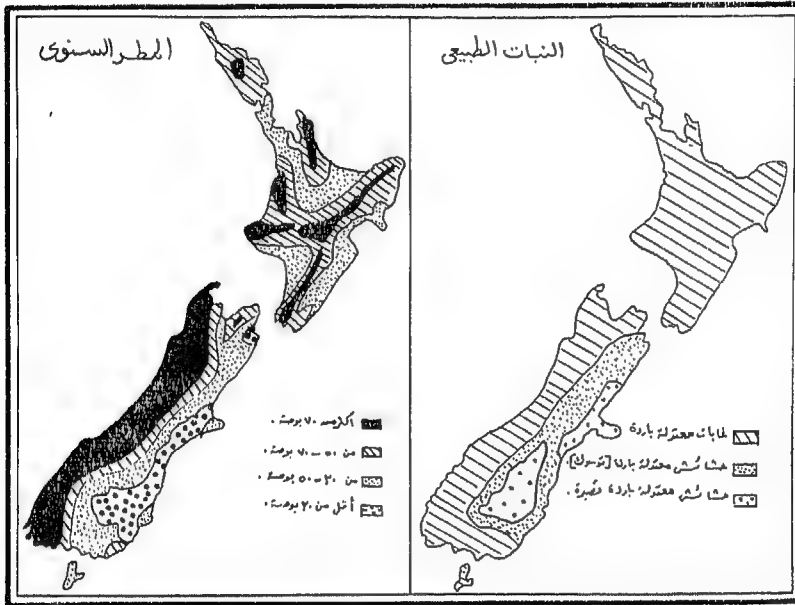 المطر السنوى
أكثر من ٧٠ بوصة .
من ٥٠ – ٧٠ بوصة .
من ٣٠ – ٥٠ بوصة .
أقل من ٣٠ بوصة .
النبات الطبيعى
غابات معتدلة باردة
حشائش معتدلة باردة [توسوك].
حشائش معتدلة باردة قصيرة .